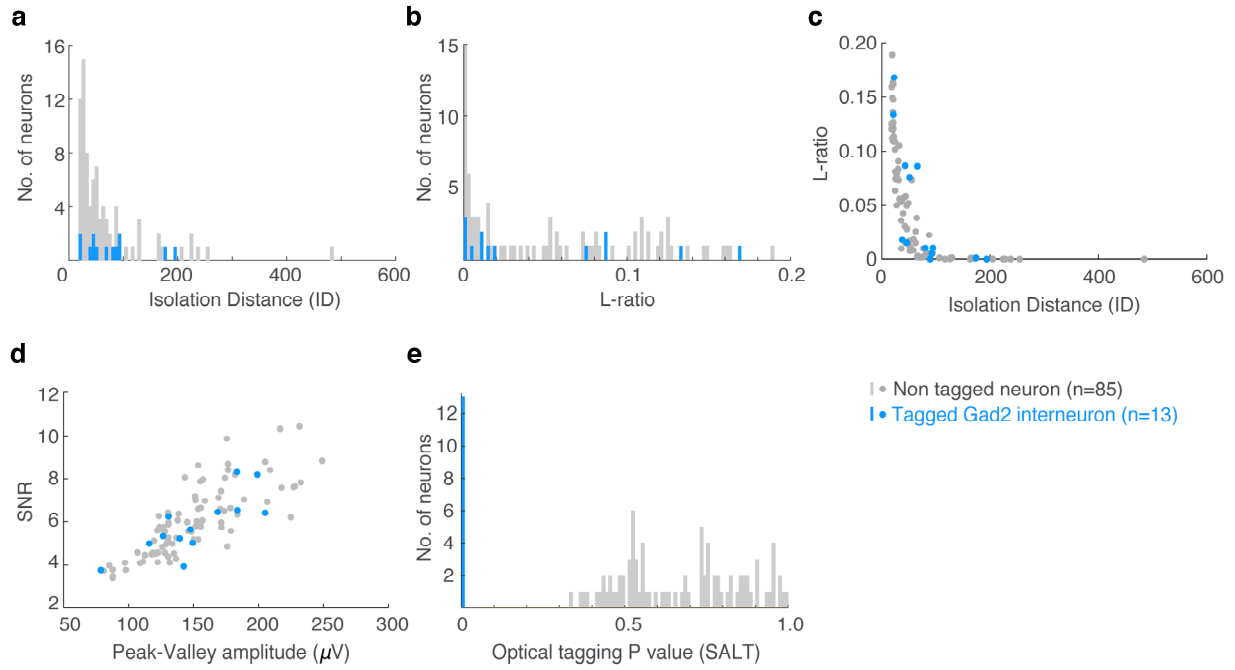 a
16
12
8
4
0
200
400
600
No. of neurons
Isolation Distance (ID)
b
15
10
5
0
0.1
0.2
No. of neurons
L-ratio
c
0.20
0.15
0.10
0.05
0
0
200
400
600
L-ratio
Isolation Distance (ID)
d
12
10
8
6
4
2
50
100
150
200
250
300
SNR
Peak-Valley amplitude (μV)
e
12
10
8
6
4
2
0
0.5
1.0
No. of neurons
Optical tagging P value (SALT)
Non tagged neuron (n=85)
Tagged Gad2 interneuron (n=13)